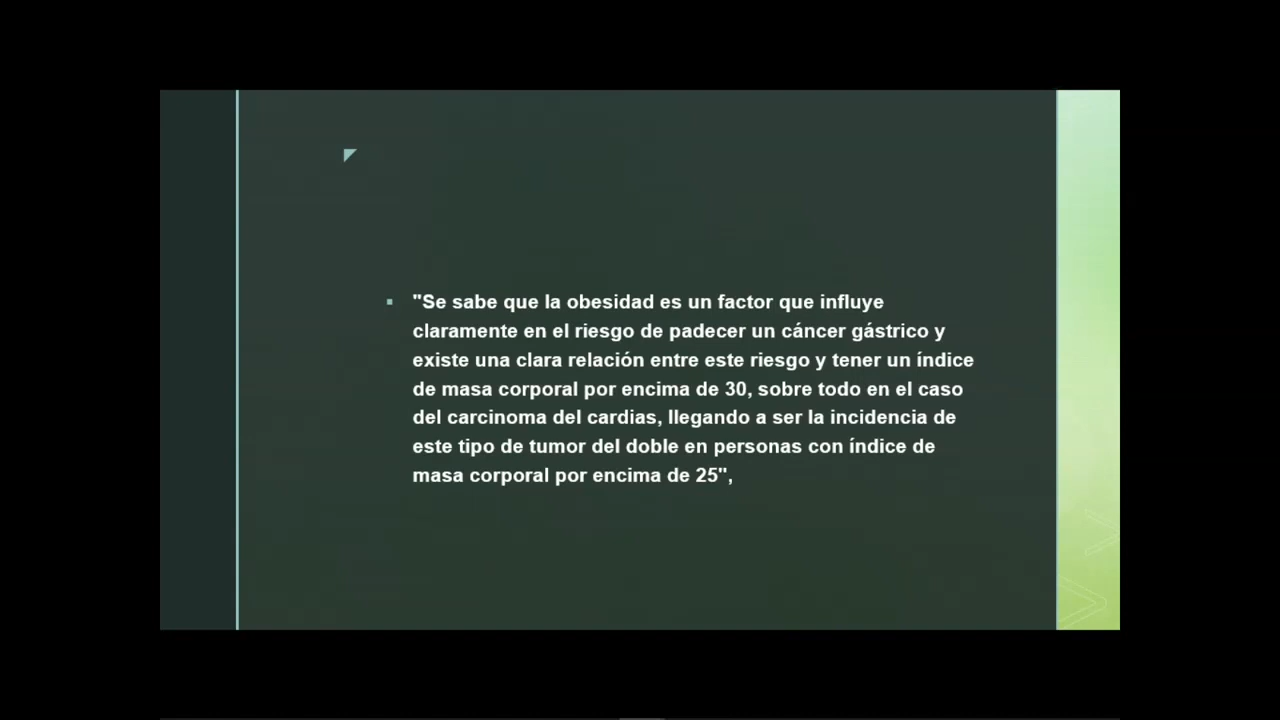 "Se sabe que la obesidad es un factor que influye
claramente en el riesgo de padecer un cáncer gástrico y
existe una clara relación entre este riesgo y tener un índice
de masa corporal por encima de 30, sobre todo en el caso
del carcinoma del cardias, llegando a ser la incidencia de
este tipo de tumor del doble en personas con índice de
masa corporal por encima de 25",